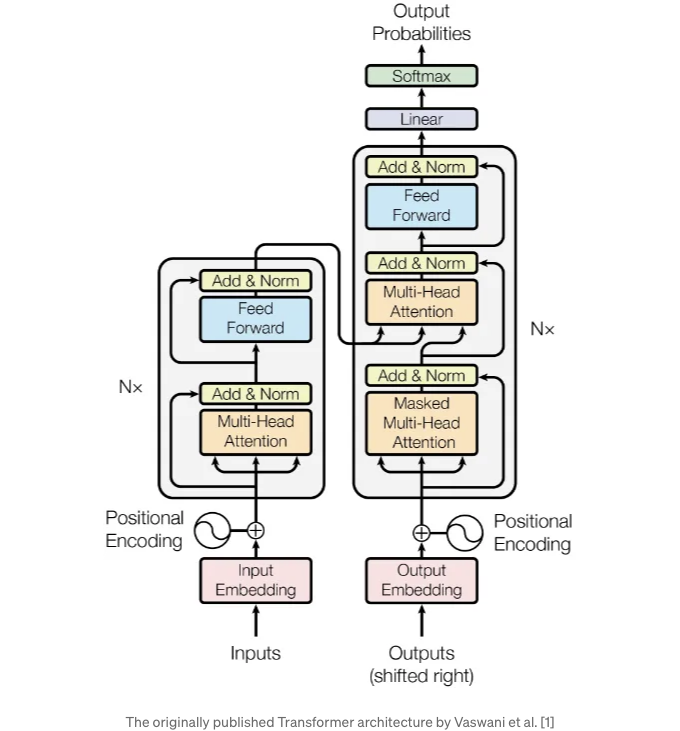 Output
Probabilities
Softmax
Linear
Add & Norm
Feed
Forward
Add & Norm
Multi-Head
Attention
Nx
Add & Norm
Masked
Multi-Head
Attention
Add & Norm
Feed
Forward
Nx
Add & Norm
Multi-Head
Attention
Positional
Encoding
Positional
Encoding
Input
Embedding
Output
Embedding
Inputs
Outputs
(shifted right)
The originally published Transformer architecture by Vaswani et al. [1]